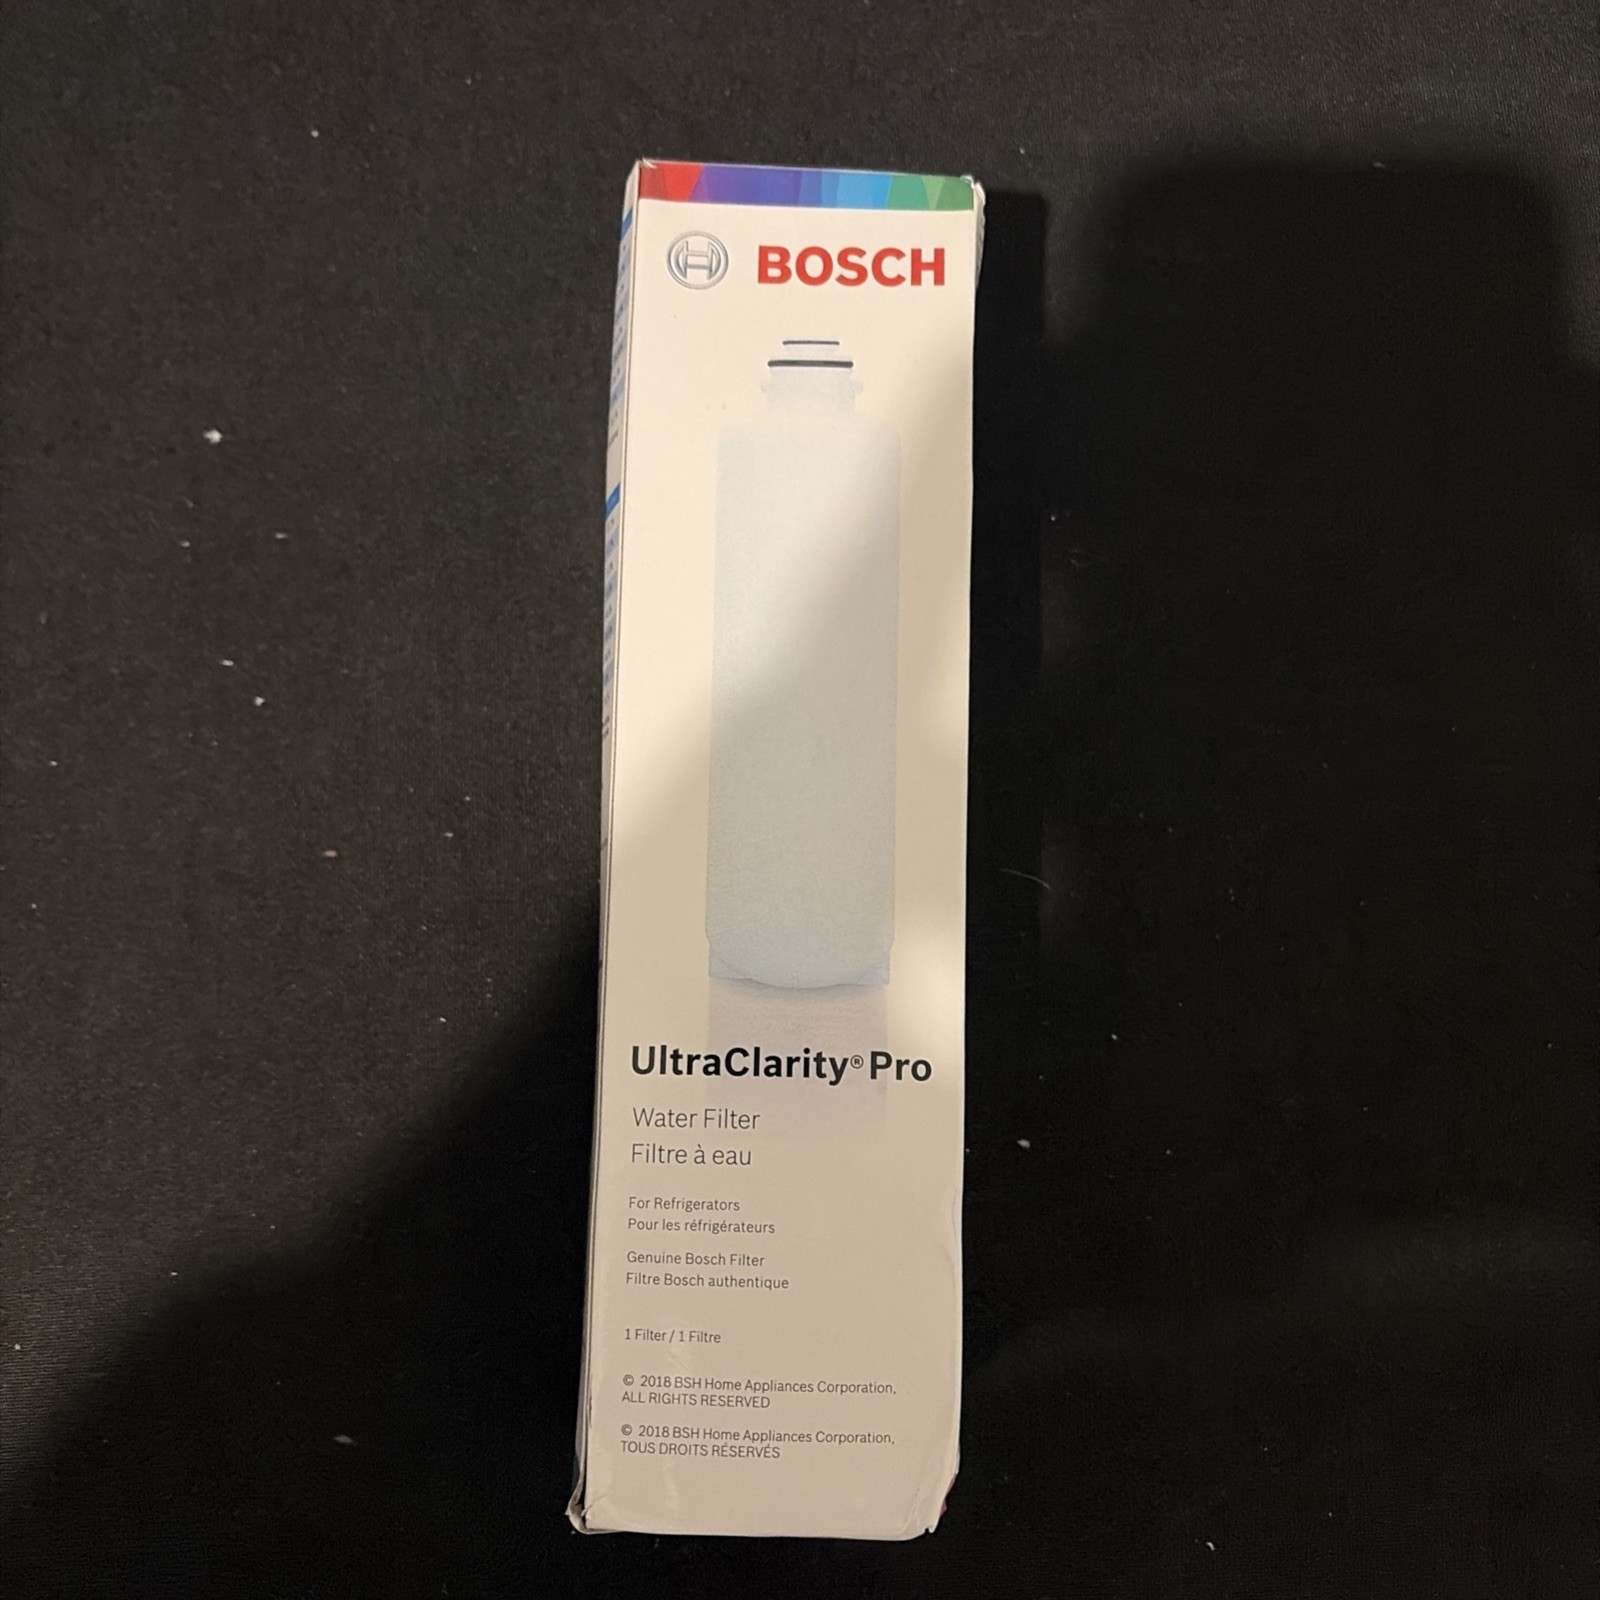 BOSCH
UltraClarity® Pro
Water Filter
Filtre à eau
For Refrigerators
Pour les réfrigérateurs
Genuine Bosch Filter
Filtre Bosch authentique
1 Filter / 1 Filtre
© 2018 BSH Home Appliances Corporation,
ALL RIGHTS RESERVED
© 2018 BSH Home Appliances Corporation,
TOUS DROITS RÉSERVÉS